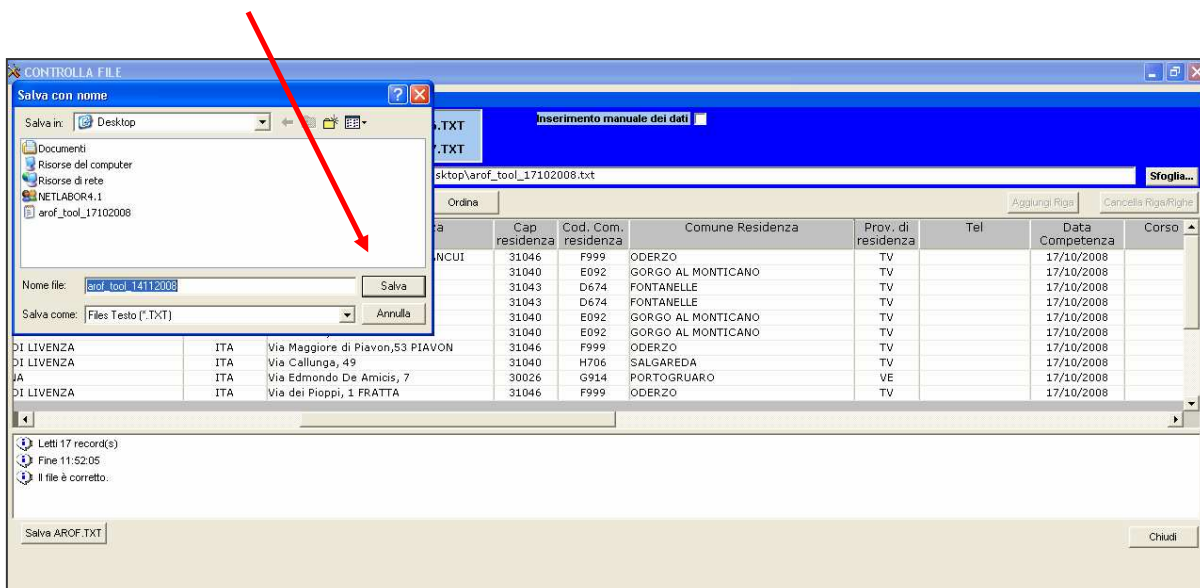 CONTROLLA FILE
Salva con nome
Salva in: Desktop
Documenti
Risorse del computer
Risorse di rete
NETLABOR4.1
arof_tool_17102008
Nome file: arof_tool_14112008 Salva
Salva come: Files Testo (*.TXT) Annulla
.TXT Inserimento manuale dei dati
.TXT
sktop\arof_tool_17102008.txt Sfoglia...
Ordina Aggiungi Riga Cancella Riga/Righe
Cap residenza Cod. Com. residenza Comune Residenza Prov. di residenza Tel Data Competenza Corso
NCUI 31046 F999 ODERZO TV 17/10/2008
31040 E092 GORGO AL MONTICANO TV 17/10/2008
31043 D674 FONTANELLE TV 17/10/2008
31043 D674 FONTANELLE TV 17/10/2008
31040 E092 GORGO AL MONTICANO TV 17/10/2008
31040 E092 GORGO AL MONTICANO TV 17/10/2008
DI LIVENZA ITA Via Maggiore di Piavon,53 PIAVON 31046 F999 ODERZO TV 17/10/2008
DI LIVENZA ITA Via Callunga, 49 31040 H706 SALGAREDA TV 17/10/2008
NA ITA Via Edmondo De Amicis, 7 30026 G914 PORTOGRUARO VE 17/10/2008
DI LIVENZA ITA Via dei Pioppi, 1 FRATTA 31046 F999 ODERZO TV 17/10/2008
Letti 17 record(s)
Fine 11:52:05
Il file è corretto.
Salva AROF.TXT Chiudi